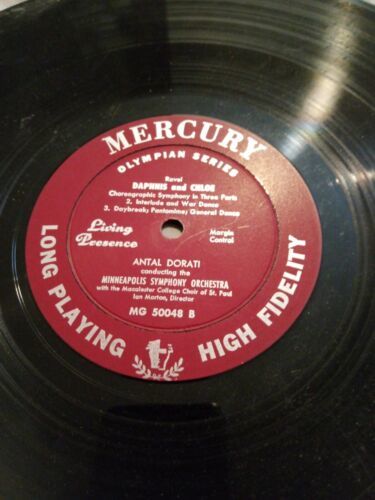 MERCURY
OLYMPIAN SERIES
Ravel
DAPHNIS and CHLOE
Choreographic Symphony in Three Parts
2. Interlude and War Dance
3. Daybreak; Pantomime; General Dance
Living Presence
Margin Control
ANTAL DORATI
conducting the
MINNEAPOLIS SYMPHONY ORCHESTRA
with the Macalester College Choir of St. Paul
Ian Morton, Director
MG 50048 B
LONG PLAYING
HIGH FIDELITY